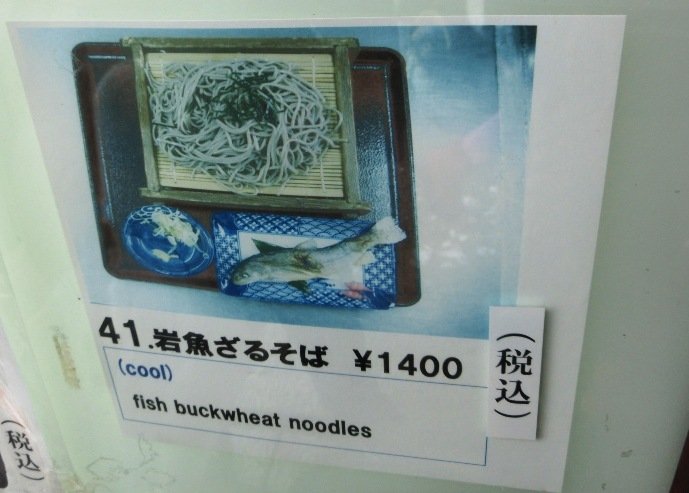 41.岩魚ざるそば ¥1400
(税込)
(cool)
fish buckwheat noodles
(税込)